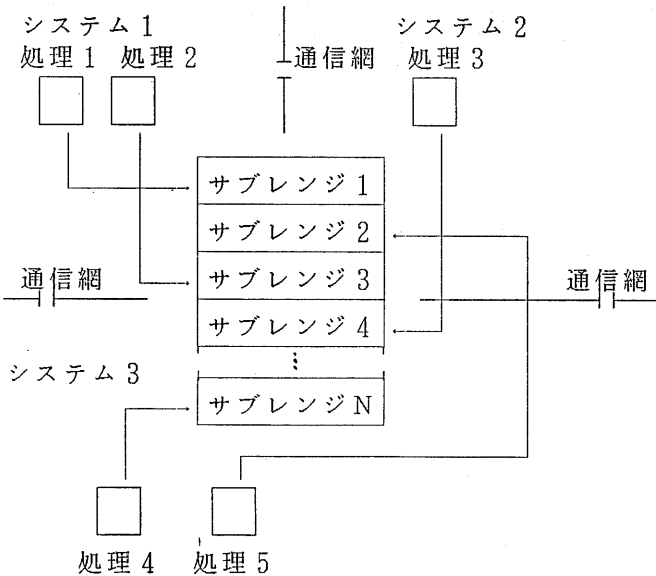 システム1
処理1 処理2
通信網
システム2
処理3
サブレンジ1
サブレンジ2
サブレンジ3
サブレンジ4
サブレンジN
通信網
通信網
システム3
処理4 処理5